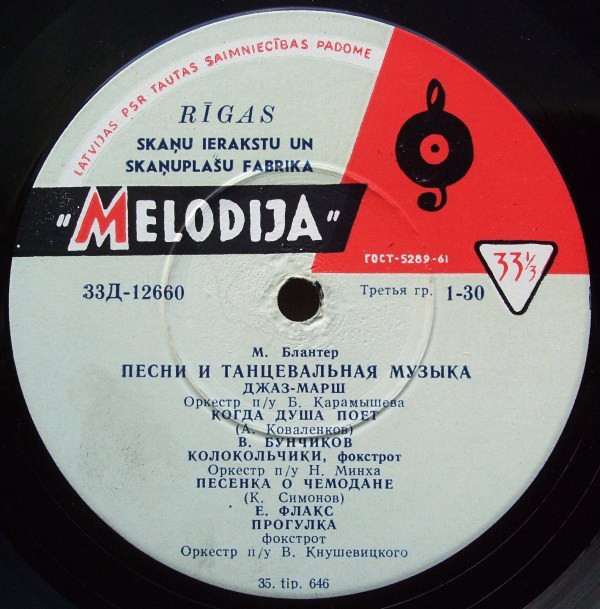 LATVIJAS PSR TAUTAS SAIMNIECĪBAS PADOME
RĪGAS
SKAŅU IERAKSTU UN
SKAŅUPLAŠU FABRIKA
"MELODIJA"
ГОСТ-5289-61
33⅓
33Д-12660
Третья гр. 1-30
М. Блантер
ПЕСНИ И ТАНЦЕВАЛЬНАЯ МУЗЫКА
ДЖАЗ-МАРШ
Оркестр п/у Б. Карамышева
КОГДА ДУША ПОЕТ
(А. Коваленков)
В. БУНЧИКОВ
КОЛОКОЛЬЧИКИ, фокстрот
Оркестр п/у Н. Минха
ПЕСЕНКА О ЧЕМОДАНЕ
(К. Симонов)
Е. ФЛАКС
ПРОГУЛКА
фокстрот
Оркестр п/у В. Кнушевицкого
35. tip. 646